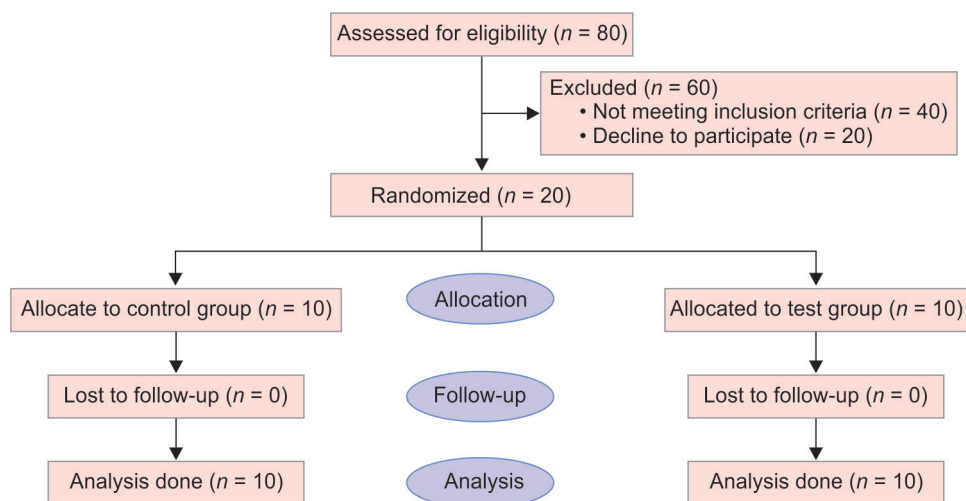 Assessed for eligibility (n = 80)
Excluded (n = 60)
• Not meeting inclusion criteria (n = 40)
• Decline to participate (n = 20)
Randomized (n = 20)
Allocate to control group (n = 10)
Allocation
Allocated to test group (n = 10)
Lost to follow-up (n = 0)
Follow-up
Lost to follow-up (n = 0)
Analysis done (n = 10)
Analysis
Analysis done (n = 10)